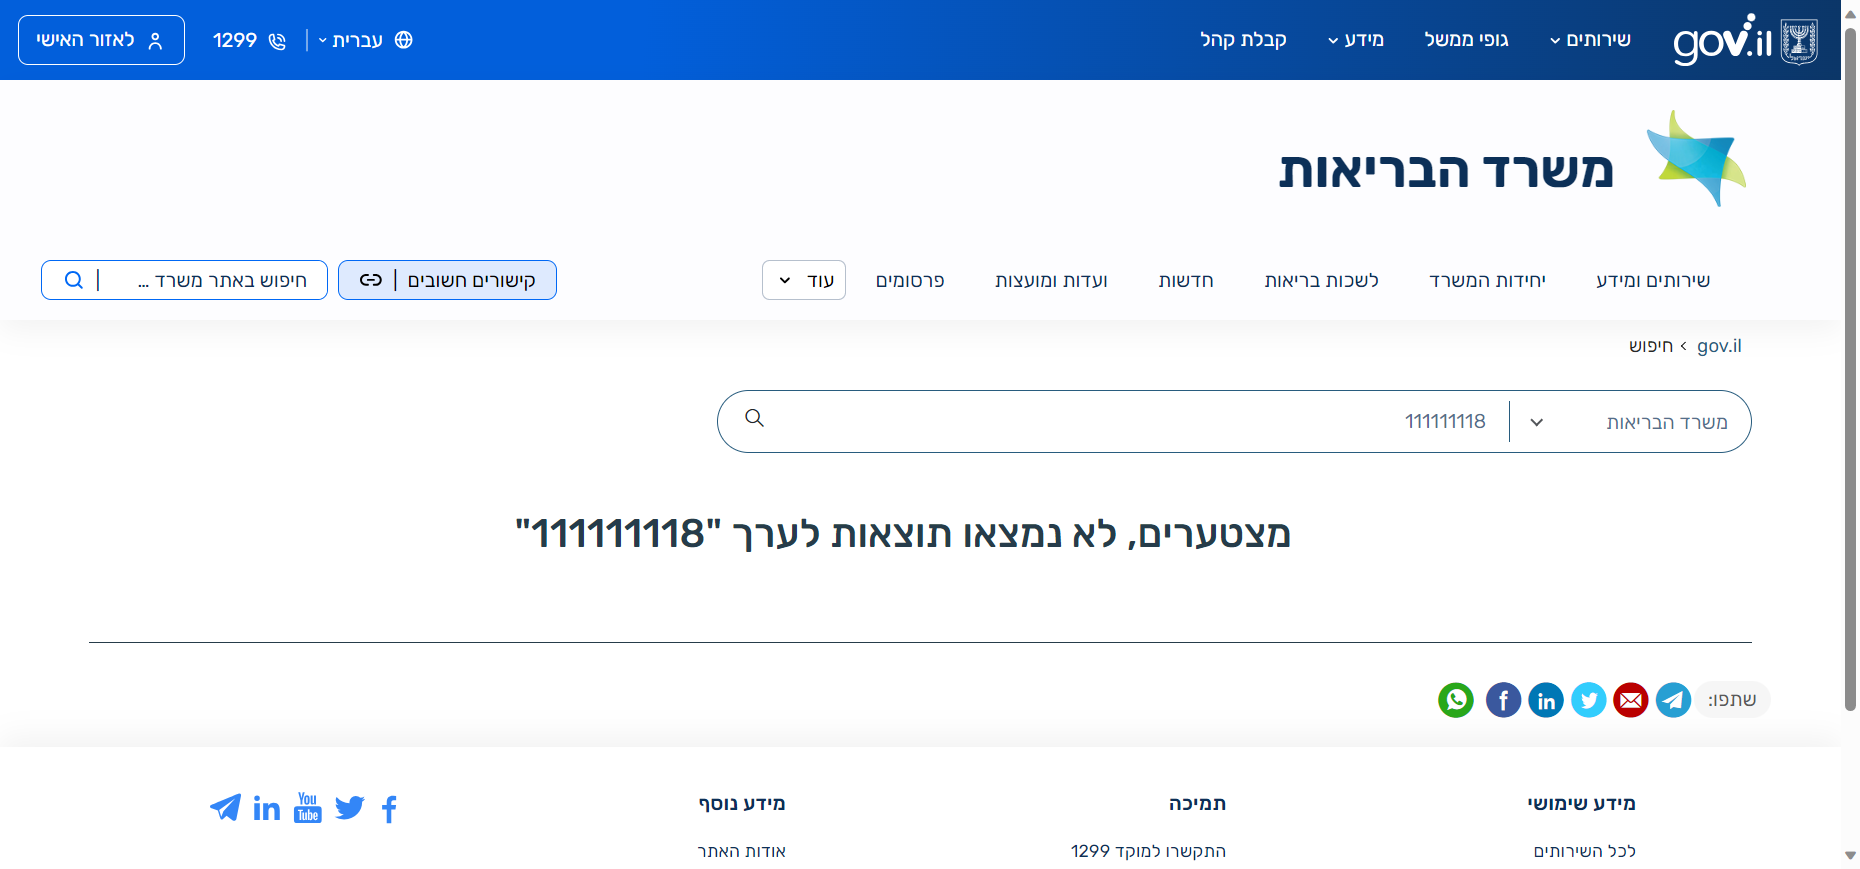 gov.il
שירותים
גופי ממשל
מידע
קבלת קהל
עברית
1299
לאזור האישי
משרד הבריאות
שירותים ומידע
יחידות המשרד
לשכות בריאות
חדשות
ועדות ומועצות
פרסומים
עוד
קישורים חשובים
חיפוש באתר משרד ...
gov.il › חיפוש
משרד הבריאות
111111118
מצטערים, לא נמצאו תוצאות לערך "111111118"
שתפו:
מידע שימושי
לכל השירותים
תמיכה
התקשרו למוקד 1299
מידע נוסף
אודות האתר
You
Tube